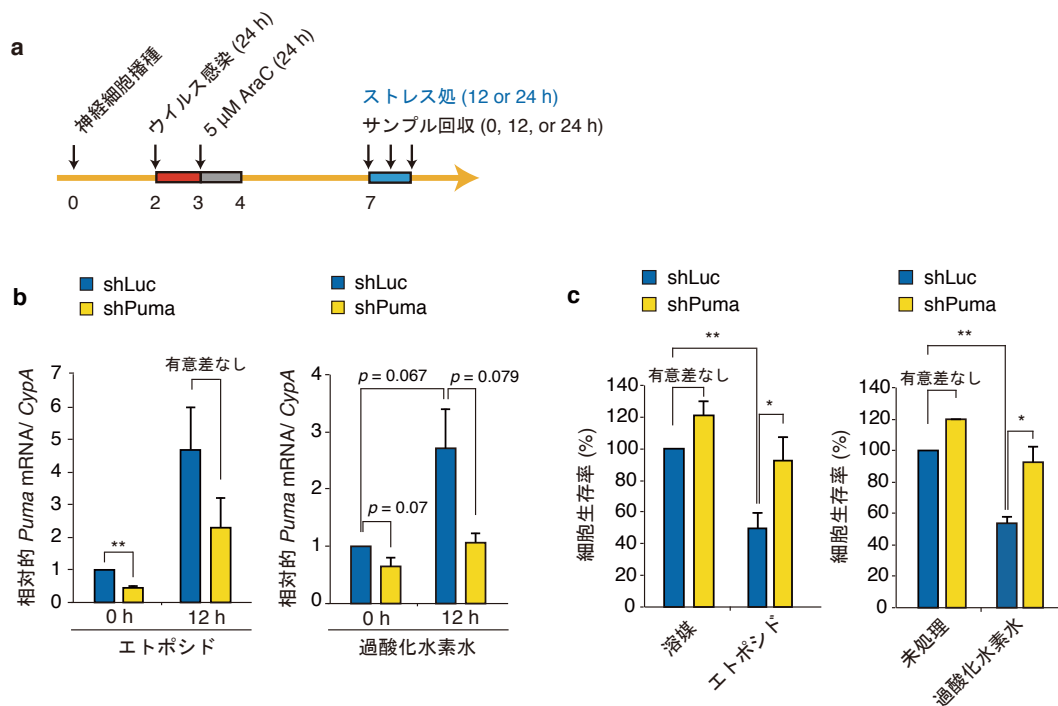 a
神経細胞播種
ウイルス感染 (24 h)
5 µM AraC (24 h)
ストレス処 (12 or 24 h)
サンプル回収 (0, 12, or 24 h)
0
2
3
4
7
b
shLuc
shPuma
相対的 Puma mRNA/ CypA
7
6
5
4
3
2
1
0
**
有意差なし
0 h
12 h
エトポシド
shLuc
shPuma
相対的 Puma mRNA/ CypA
4
3
2
1
0
p = 0.067
p = 0.079
p = 0.07
0 h
12 h
過酸化水素水
c
shLuc
shPuma
細胞生存率 (%)
140
120
100
80
60
40
20
0
**
有意差なし
*
溶媒
エトポシド
shLuc
shPuma
細胞生存率 (%)
140
120
100
80
60
40
20
0
**
有意差なし
*
未処理
過酸化水素水